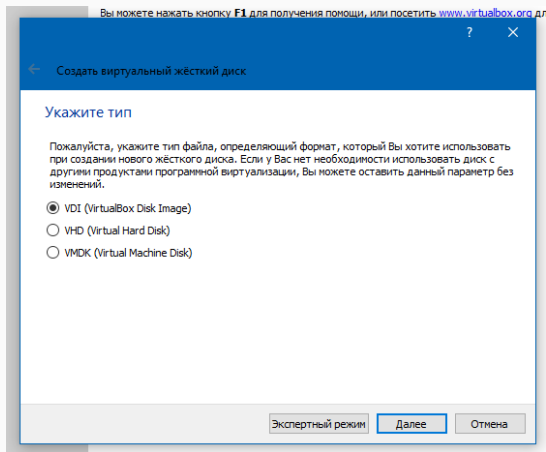 Вы можете нажать кнопку F1 для получения помощи, или посетить www.virtualbox.org дл
?
Создать виртуальный жёсткий диск
Укажите тип
Пожалуйста, укажите тип файла, определяющий формат, который Вы хотите использовать
при создании нового жёсткого диска. Если у Вас нет необходимости использовать диск с
другими продуктами программной виртуализации, Вы можете оставить данный параметр без
изменений.
VDI (VirtualBox Disk Image)
VHD (Virtual Hard Disk)
VMDK (Virtual Machine Disk)
Экспертный режим Далее Отмена